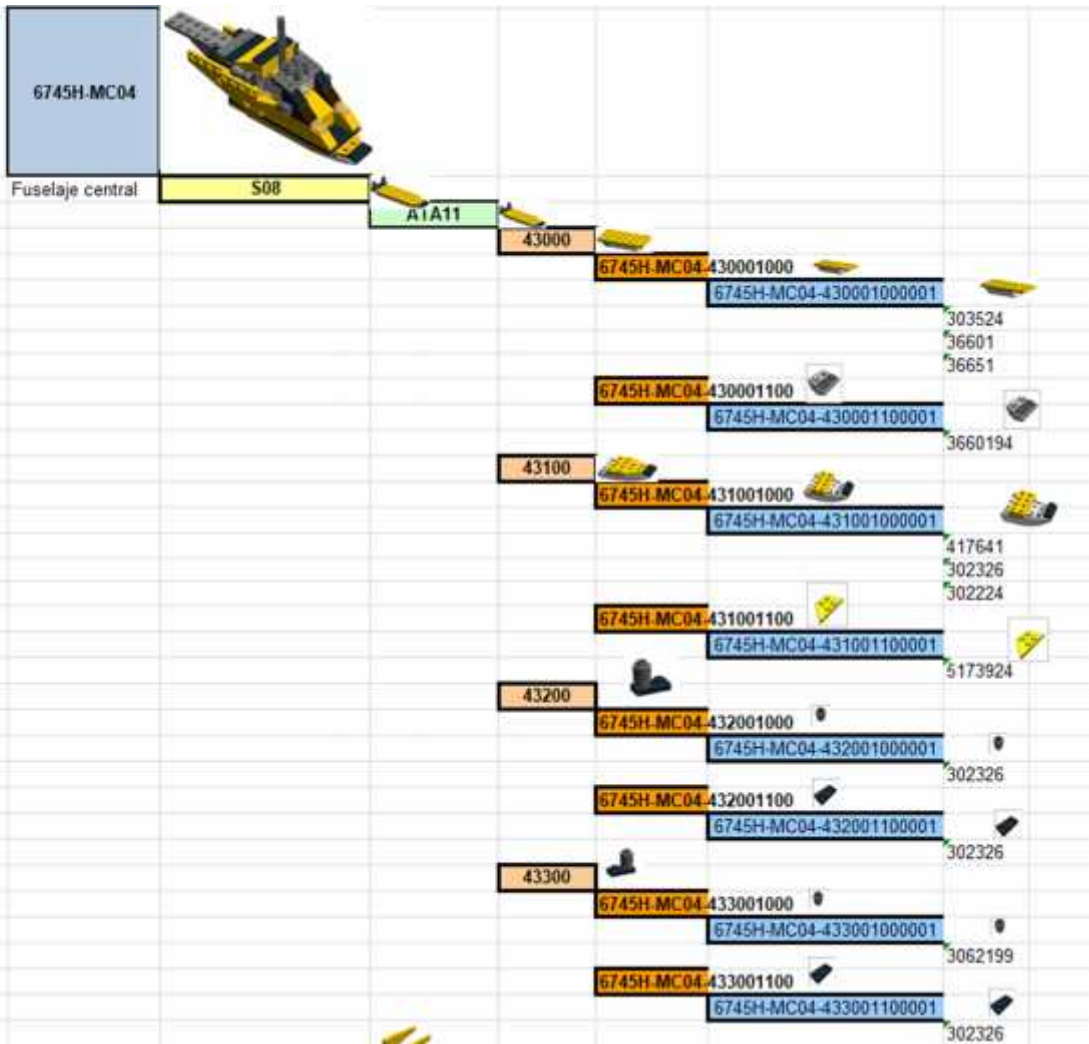 6745H-MC04
Fuselaje central
S08
ATA11
43000
6745H-MC04-430001000
6745H-MC04-430001000001
303524
36601
36651
6745H-MC04-430001100
6745H-MC04-430001100001
3660194
43100
6745H-MC04-431001000
6745H-MC04-431001000001
417641
302326
302224
6745H-MC04-431001100
6745H-MC04-431001100001
5173924
43200
6745H-MC04-432001000
6745H-MC04-432001000001
302326
6745H-MC04-432001100
6745H-MC04-432001100001
302326
43300
6745H-MC04-433001000
6745H-MC04-433001000001
3062199
6745H-MC04-433001100
6745H-MC04-433001100001
302326